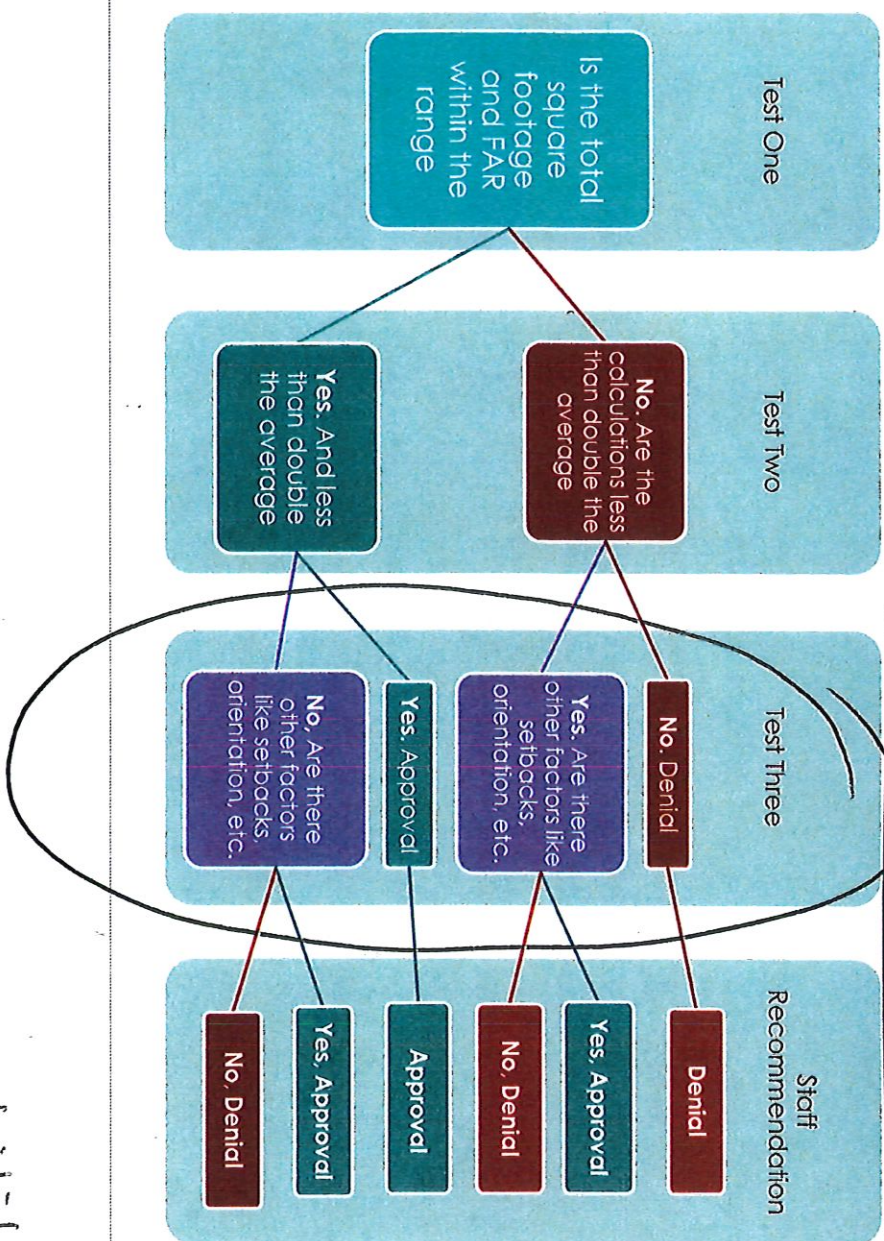 Test One
Is the total
square
footage
and FAR
within the
range
Test Two
No. Are the
calculations less
than double the
average
Yes. And less
than double
the average
Test Three
No. Denial
Yes. Are there
other factors like
setbacks,
orientation, etc.
Yes. Approval
No, Are there
other factors
like setbacks,
orientation, etc.
Staff
Recommendation
Denial
Yes, Approval
No, Denial
Approval
Yes, Approval
No, Denial